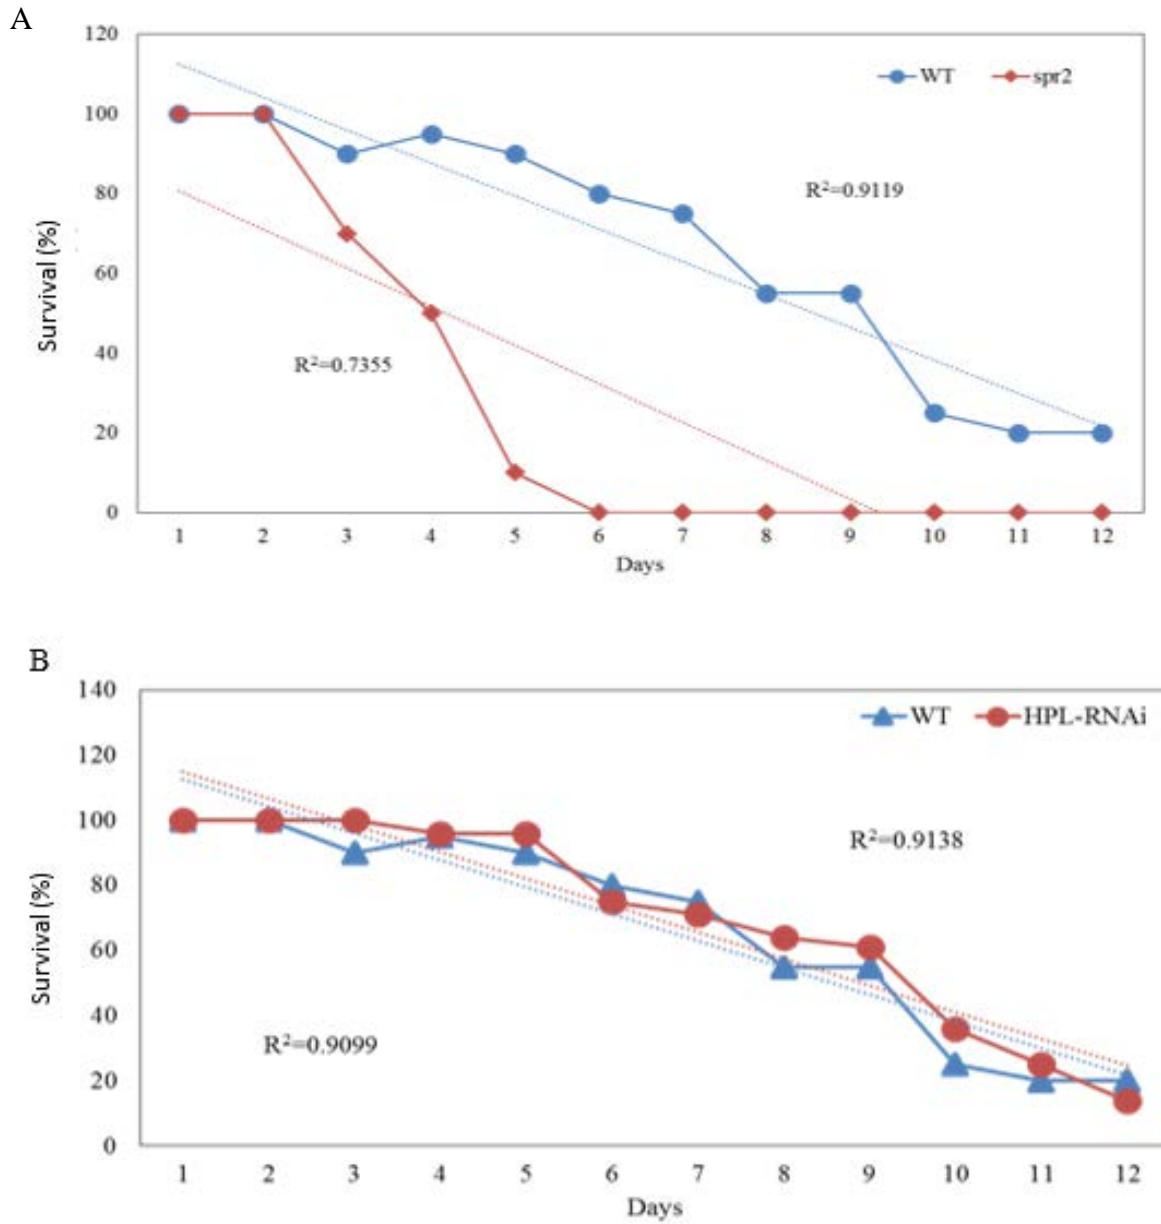 A
120
WT spr2
100
R²=0.9119
80
60
Survival (%)
40
R²=0.7355
20
0
1 2 3 4 5 6 7 8 9 10 11 12
Days
B
140
WT HPL-RNAi
120
100
R²=0.9138
80
60
Survival (%)
40
R²=0.9099
20
0
1 2 3 4 5 6 7 8 9 10 11 12
Days